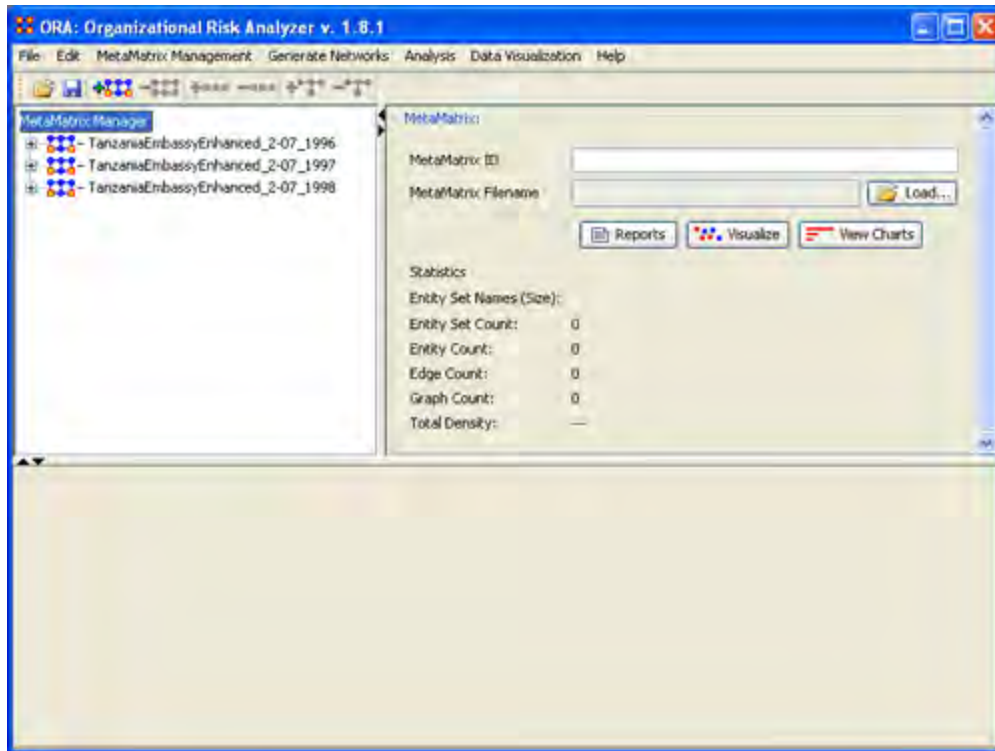 ORA: Organizational Risk Analyzer v. 1.8.1
File Edit MetaMatrix Management Generate Networks Analysis Data Visualization Help
MetaMatrix Manager
TanzaniaEmbassyEnhanced_2-07_1996
TanzaniaEmbassyEnhanced_2-07_1997
TanzaniaEmbassyEnhanced_2-07_1998
MetaMatrix:
MetaMatrix ID
MetaMatrix Filename Load...
Reports Visualize View Charts
Statistics
Entity Set Names (Size):
Entity Set Count: 0
Entity Count: 0
Edge Count: 0
Graph Count: 0
Total Density: ---